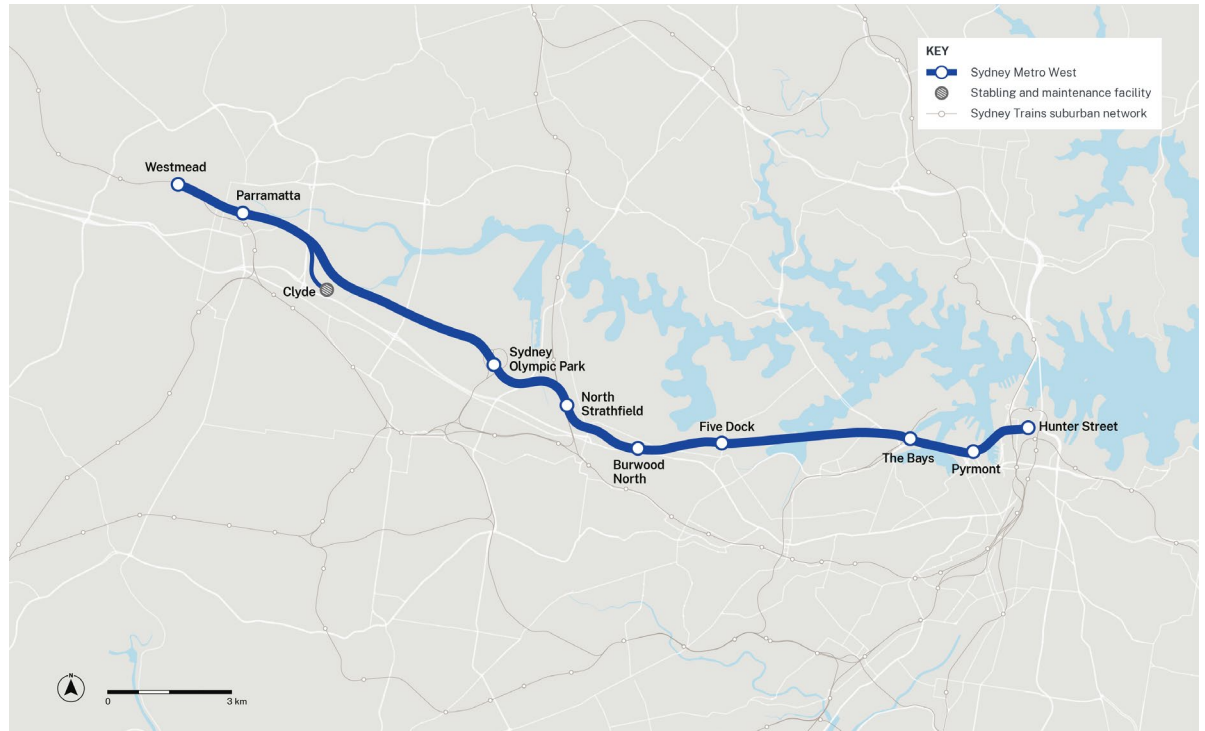 KEY
Sydney Metro West
Stabling and maintenance facility
Sydney Trains suburban network
Westmead
Parramatta
Clyde
Sydney
Olympic Park
North
Strathfield
Burwood
North
Five Dock
The Bays
Pyrmont
Hunter Street
N
0
3 km